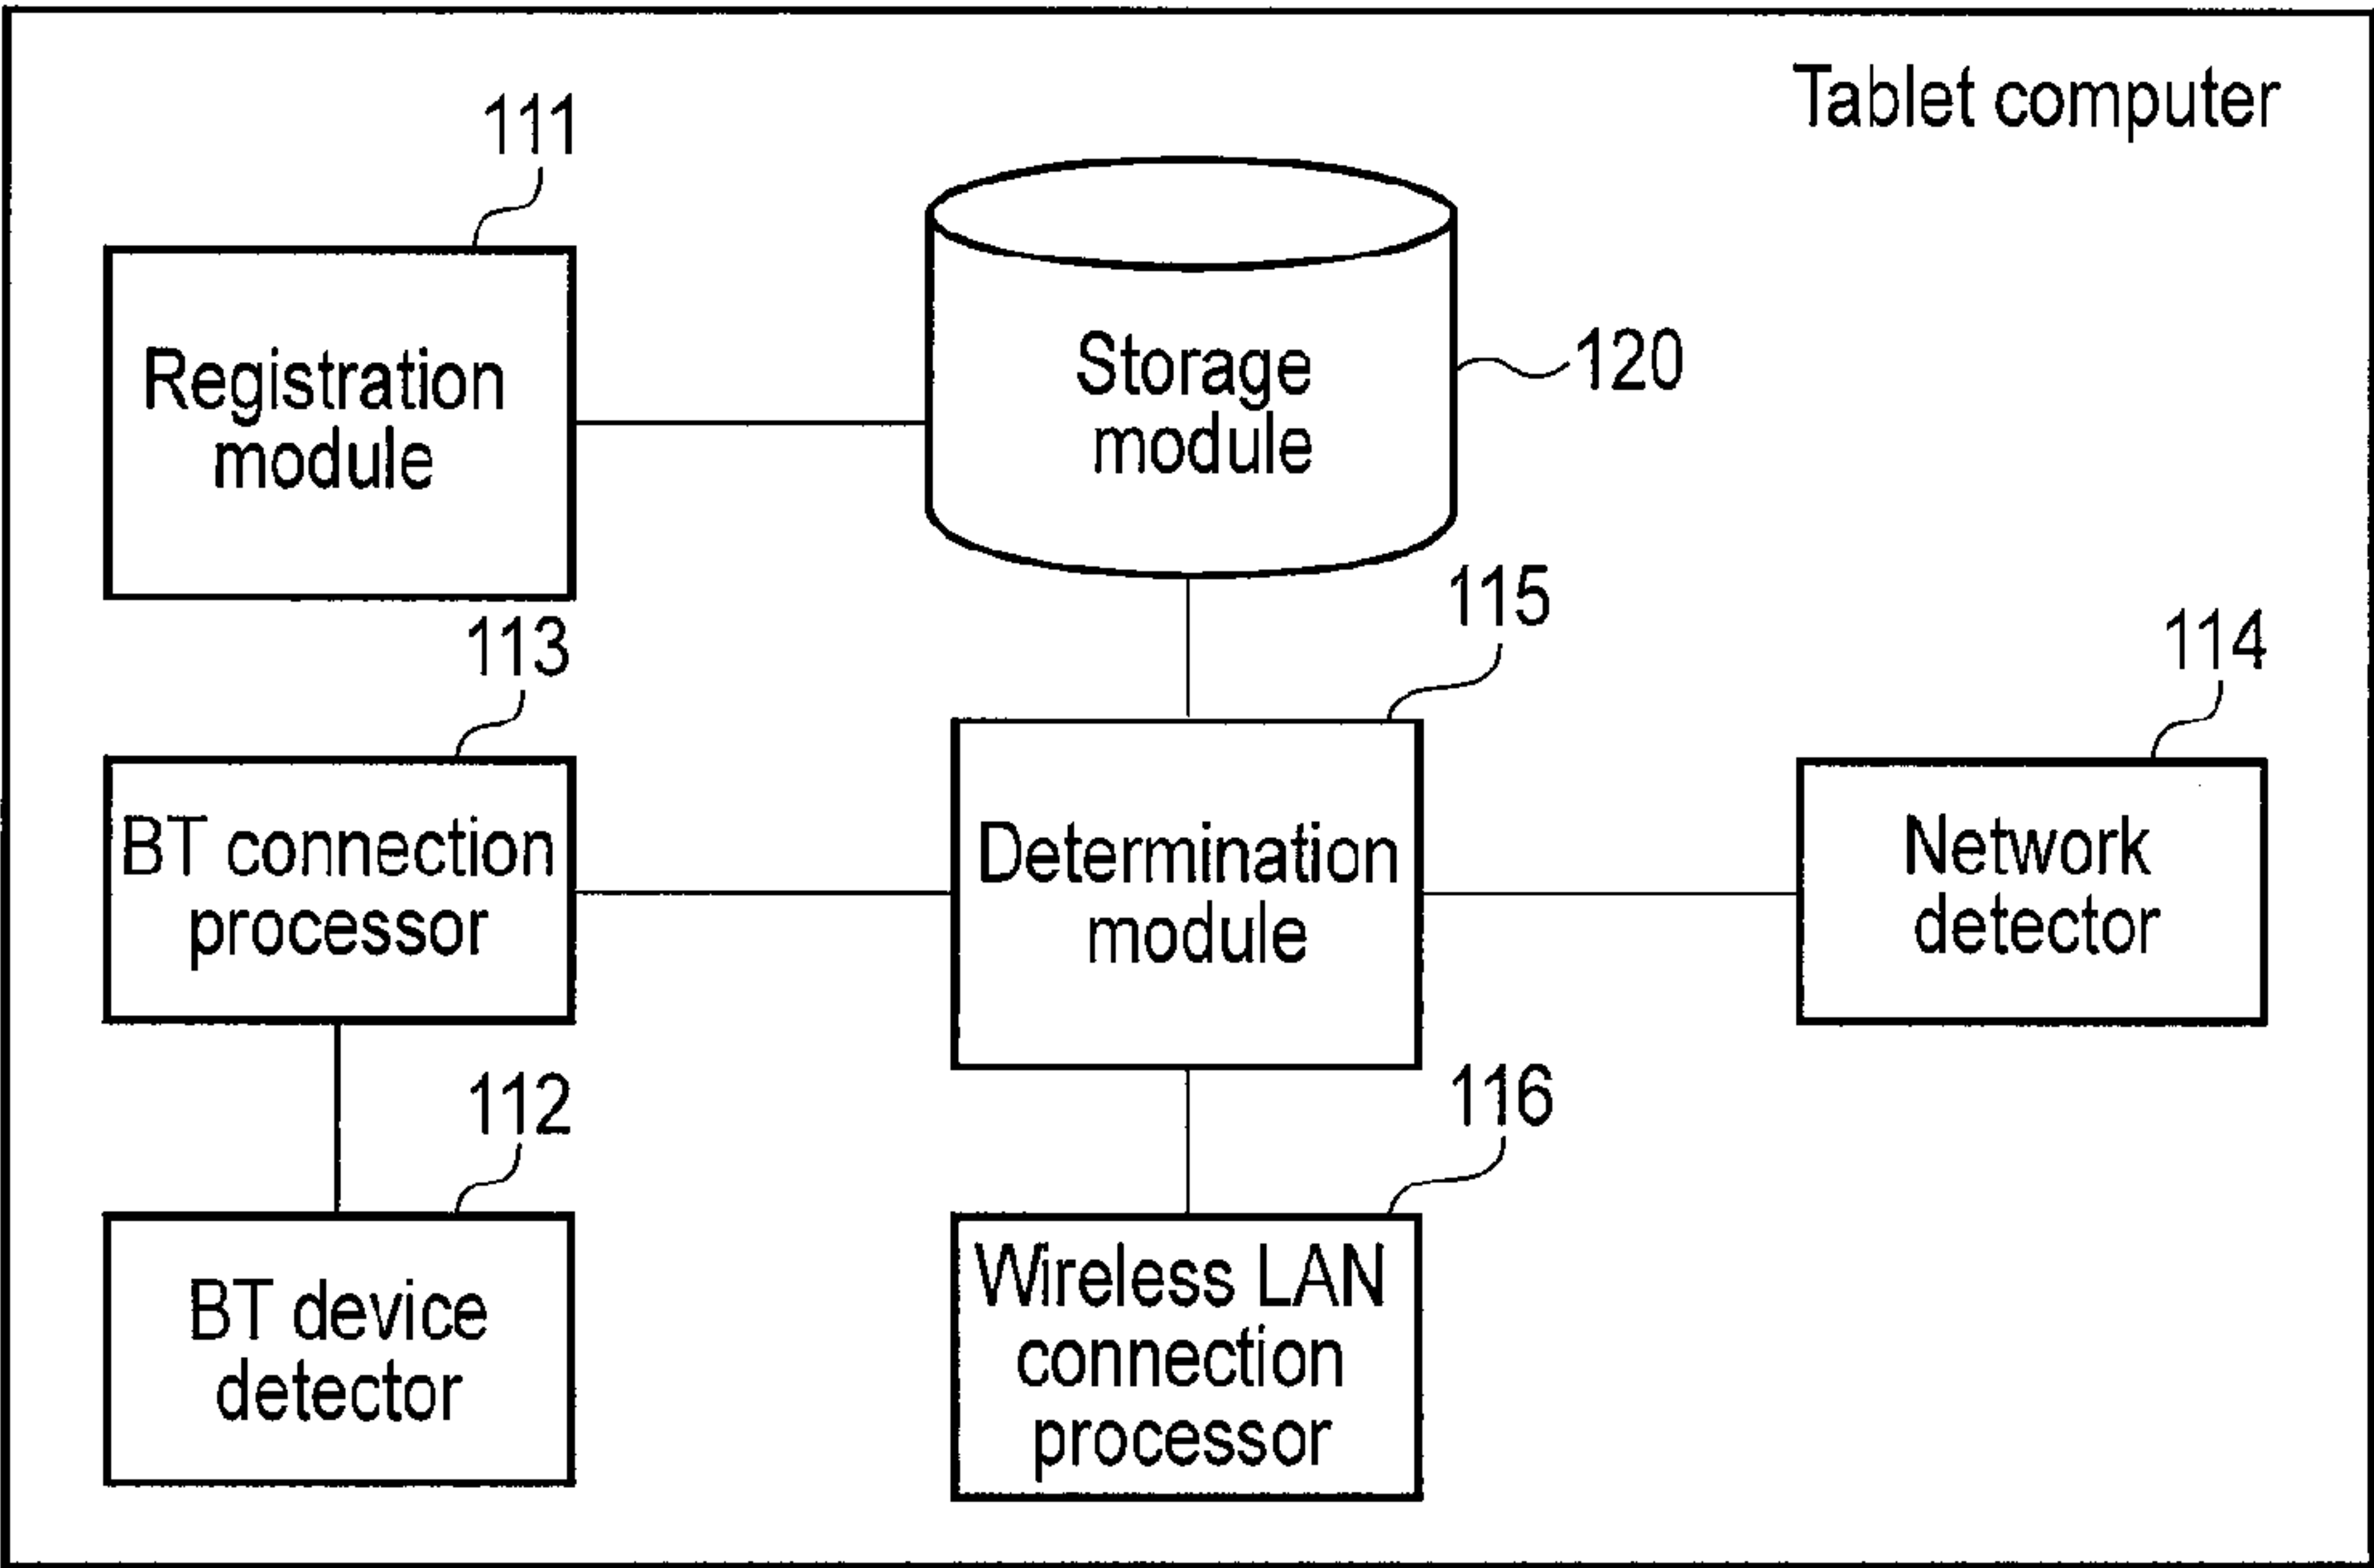 Tablet computer
111
Registration
module
Storage
module
120
113
BT connection
processor
115
Determination
module
114
Network
detector
112
BT device
detector
116
Wireless LAN
connection
processor